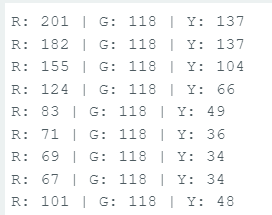 R: 201 | G: 118 | Y: 137
R: 182 | G: 118 | Y: 137
R: 155 | G: 118 | Y: 104
R: 124 | G: 118 | Y: 66
R: 83 | G: 118 | Y: 49
R: 71 | G: 118 | Y: 36
R: 69 | G: 118 | Y: 34
R: 67 | G: 118 | Y: 34
R: 101 | G: 118 | Y: 48